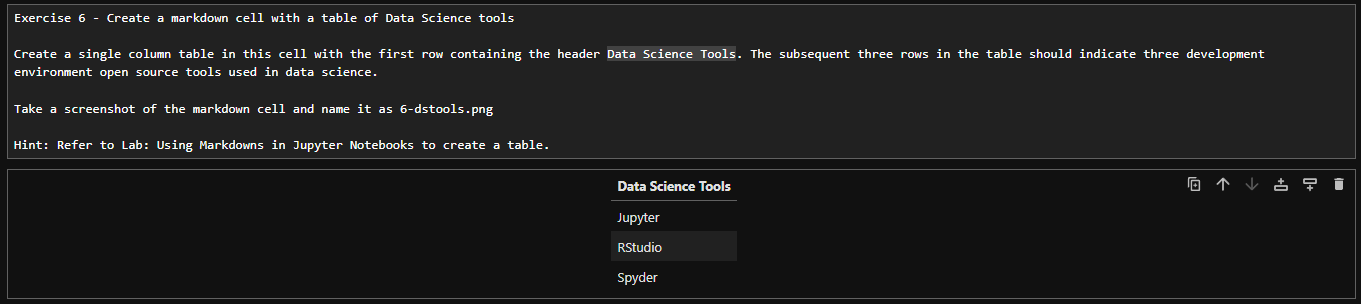 Exercise 6 - Create a markdown cell with a table of Data Science tools
Create a single column table in this cell with the first row containing the header Data Science Tools. The subsequent three rows in the table should indicate three development
environment open source tools used in data science.
Take a screenshot of the markdown cell and name it as 6-dstools.png
Hint: Refer to Lab: Using Markdowns in Jupyter Notebooks to create a table.
Data Science Tools
Jupyter
RStudio
Spyder